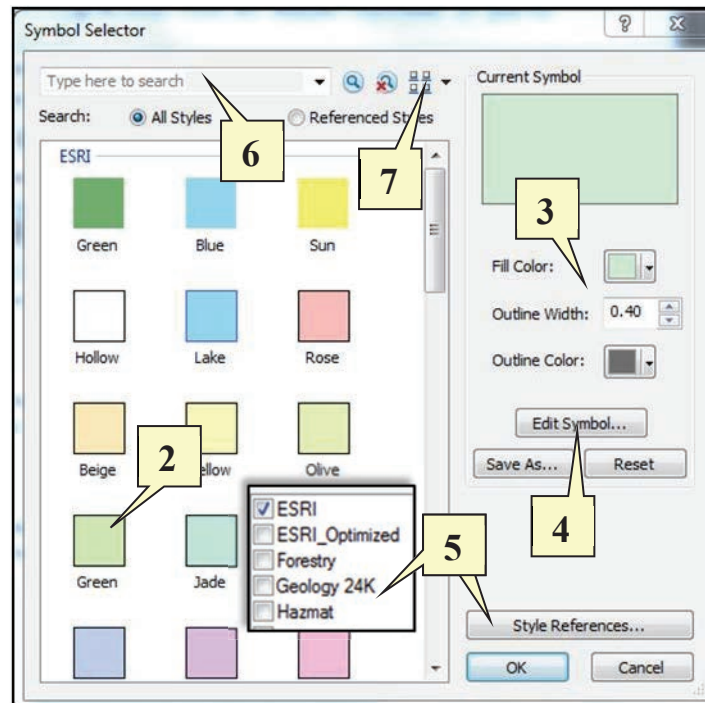 Symbol Selector
?
Type here to search
Search:
All Styles
Referenced Styles
6
7
ESRI
Green
Blue
Sun
Hollow
Lake
Rose
Beige
2
ellow
Olive
Green
Jade
ESRI
ESRI_Optimized
Forestry
Geology 24K
Hazmat
5
Current Symbol
3
Fill Color:
Outline Width: 0.40
Outline Color:
Edit Symbol...
Save As...
Reset
4
Style References...
OK
Cancel